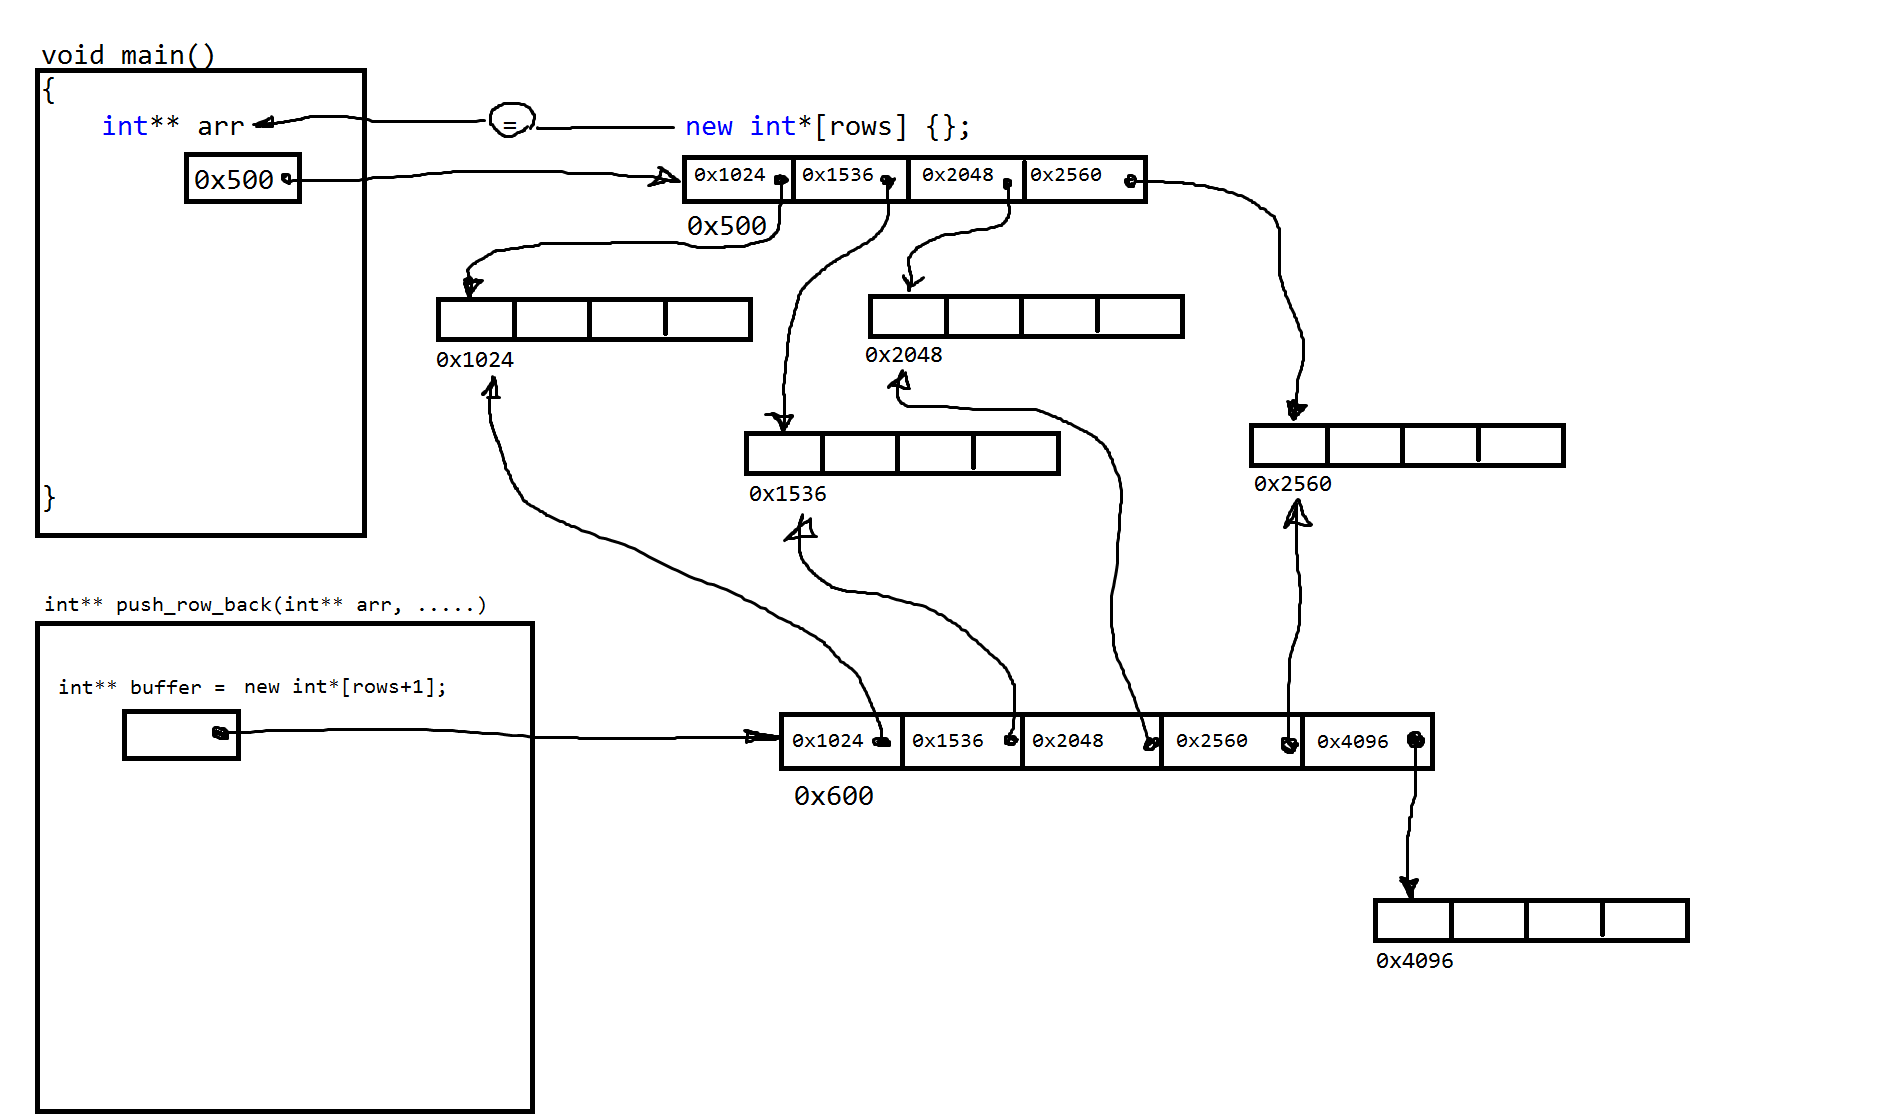 void main()
{
int** arr = new int*[rows] {};
0x500 0x1024 0x1536 0x2048 0x2560
0x500
0x1024
0x2048
0x1536
0x2560
}
int** push_row_back(int** arr, .....)
int** buffer = new int*[rows+1];
0x1024 0x1536 0x2048 0x2560 0x4096
0x600
0x4096